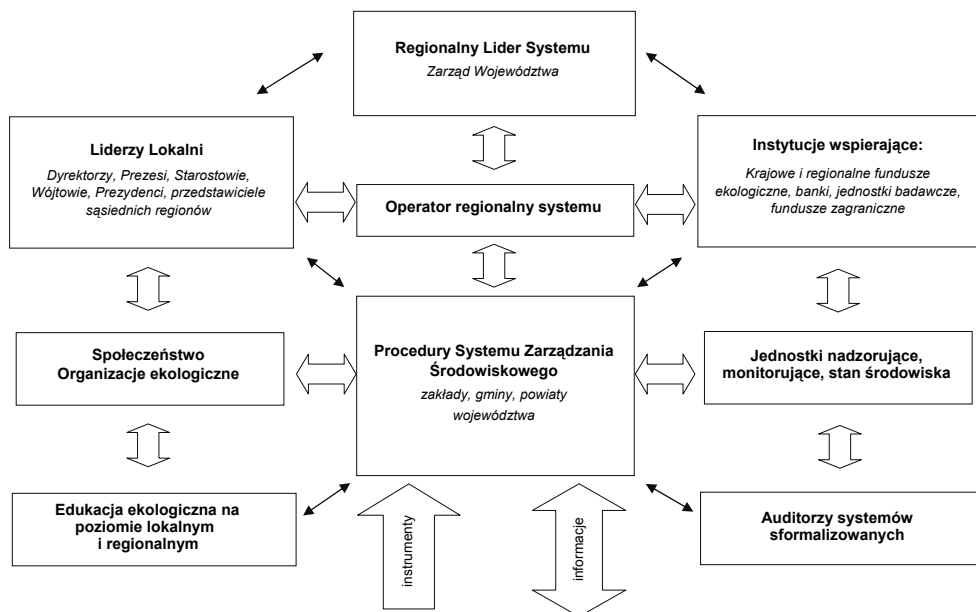 Regionalny Lider Systemu
Zarząd Województwa
Liderzy Lokalni
Dyrektorzy, Prezesi, Starostowie,
Wójtowie, Prezydenci, przedstawiciele
sąsiednich regionów
Operator regionalny systemu
Instytucje wspierające:
Krajowe i regionalne fundusze
ekologiczne, banki, jednostki badawcze,
fundusze zagraniczne
Społeczeństwo
Organizacje ekologiczne
Procedury Systemu Zarządzania
Środowiskowego
zakłady, gminy, powiaty
województwa
Jednostki nadzorujące,
monitorujące, stan środowiska
Edukacja ekologiczna na
poziomie lokalnym
i regionalnym
instrumenty
informacje
Auditorzy systemów
sformalizowanych